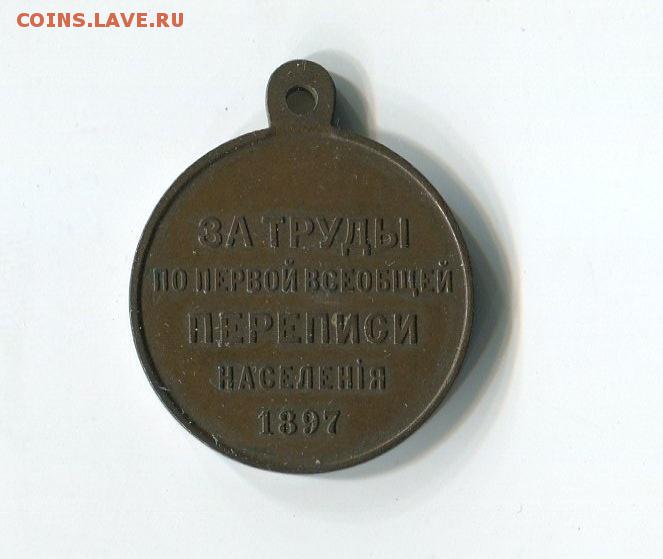 COINS.LAVE.RU
ЗА ТРУДЫ
ПО ПЕРВОЙ ВСЕОБЩЕЙ
ПЕРЕПИСИ
НАСЕЛЕНІЯ
1897